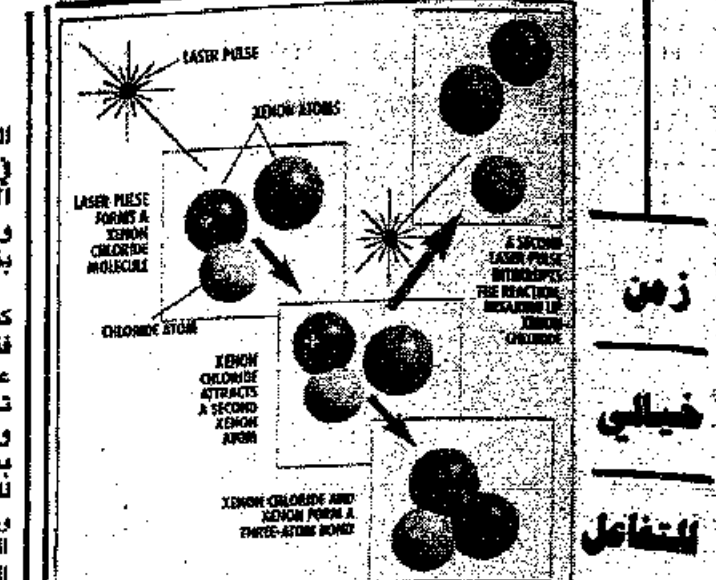 LASER PULSE
XENON ATOMS
LASER PULSE
FORMS A
XENON
CHLORIDE
MOLECULE
CHLORIDE ATOM
A SECOND
LASER PULSE
INTERRUPTS
THE REACTION,
BREAKING UP
XENON
CHLORIDE
XENON
CHLORIDE
ATTRACTS
A SECOND
XENON
ATOM
XENON CHLORIDE AND
XENON FORM A
THREE-ATOM BOND
زمن
خيالي
للتفاعل